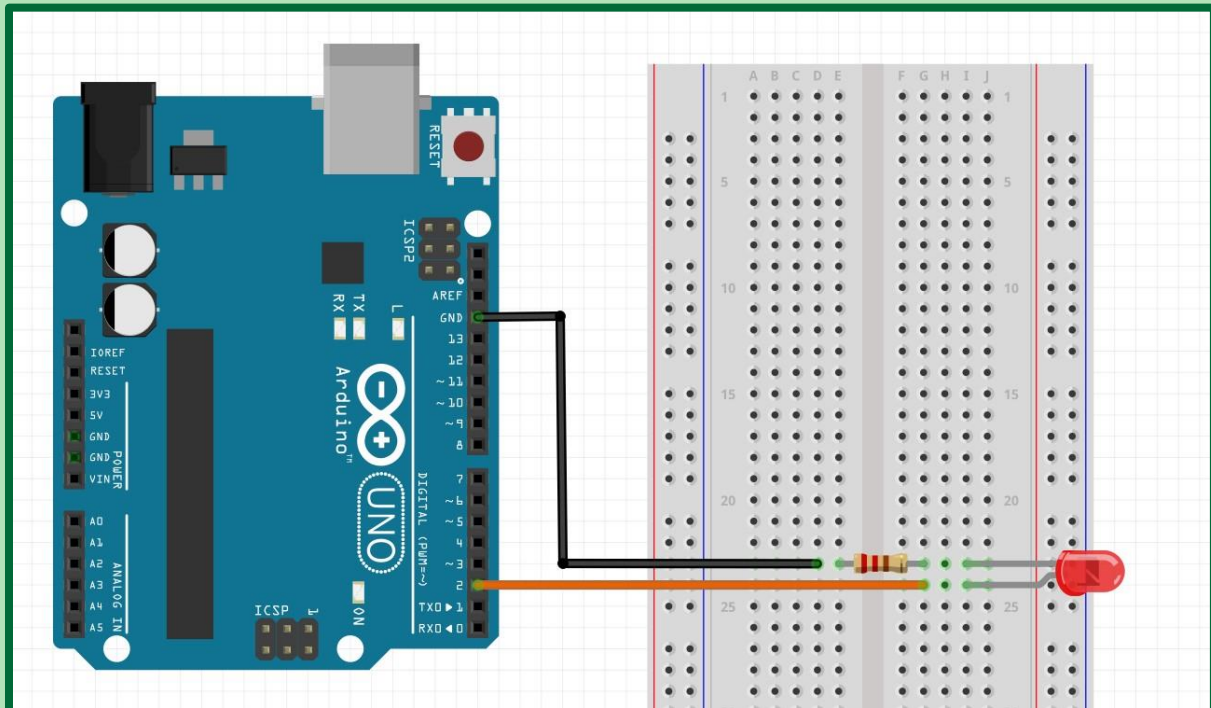 RESET
ICSP2
AREF
GND
13
12
~11
~10
~9
8
7
~6
~5
4
~3
2
TX0▶1
RX0◀0
DIGITAL (PWM=~)
TX
RX
L
Arduino™
UNO
ON
ICSP
1
IOREF
RESET
3V3
5V
GND
GND
VIN
POWER
A0
A1
A2
A3
A4
A5
ANALOG IN
A B C D E F G H I J
1 1
5 5
10 10
15 15
20 20
25 25